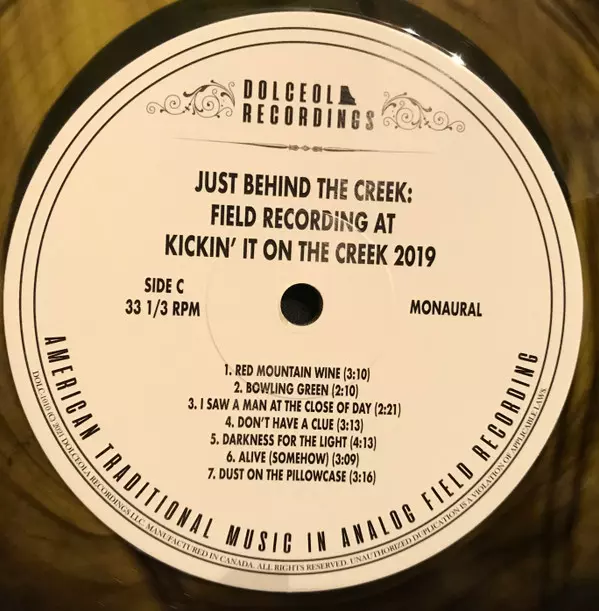 DOLCEOLA
RECORDINGS
JUST BEHIND THE CREEK:
FIELD RECORDING AT
KICKIN' IT ON THE CREEK 2019
SIDE C
33 1/3 RPM
MONAURAL
1. RED MOUNTAIN WINE (3:10)
2. BOWLING GREEN (2:10)
3. I SAW A MAN AT THE CLOSE OF DAY (2:21)
4. DON'T HAVE A CLUE (3:13)
5. DARKNESS FOR THE LIGHT (4:13)
6. ALIVE (SOMEHOW) (3:09)
7. DUST ON THE PILLOWCASE (3:16)
AMERICAN TRADITIONAL MUSIC IN ANALOG FIELD RECORDING
DOLC-1010 (C) 2021 DOLCEOLA RECORDINGS LLC. MANUFACTURED IN CANADA. ALL RIGHTS RESERVED. UNAUTHORIZED DUPLICATION IS A VIOLATION OF APPLICABLE LAWS